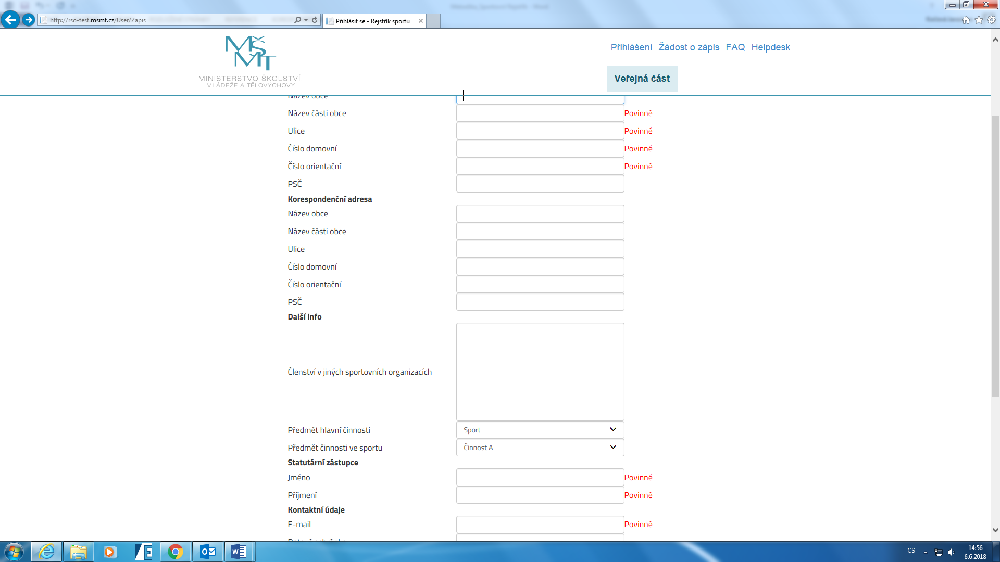 http://rso-test.msmt.cz/User/Zapis
Přihlásit se - Rejstřík sportu
MŠMT
MINISTERSTVO ŠKOLSTVÍ,
MLÁDEŽE A TĚLOVÝCHOVY
Přihlášení Žádost o zápis FAQ Helpdesk
Veřejná část
Název obce
Název části obce Povinné
Ulice Povinné
Číslo domovní Povinné
Číslo orientační Povinné
PSČ
Korespondenční adresa
Název obce
Název části obce
Ulice
Číslo domovní
Číslo orientační
PSČ
Další info
Členství v jiných sportovních organizacích
Předmět hlavní činnosti Sport
Předmět činnosti ve sportu Činnost A
Statutární zástupce
Jméno Povinné
Příjmení Povinné
Kontaktní údaje
E-mail Povinné
Datová schránka
CS
14:56
6.6.2018